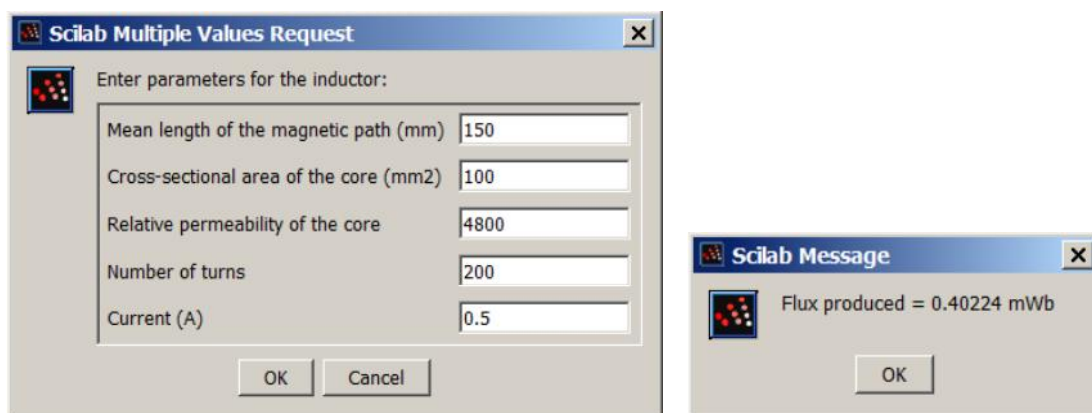 Scilab Multiple Values Request
Enter parameters for the inductor:
Mean length of the magnetic path (mm) 150
Cross-sectional area of the core (mm2) 100
Relative permeability of the core 4800
Number of turns 200
Current (A) 0.5
OK Cancel
Scilab Message
Flux produced = 0.40224 mWb
OK